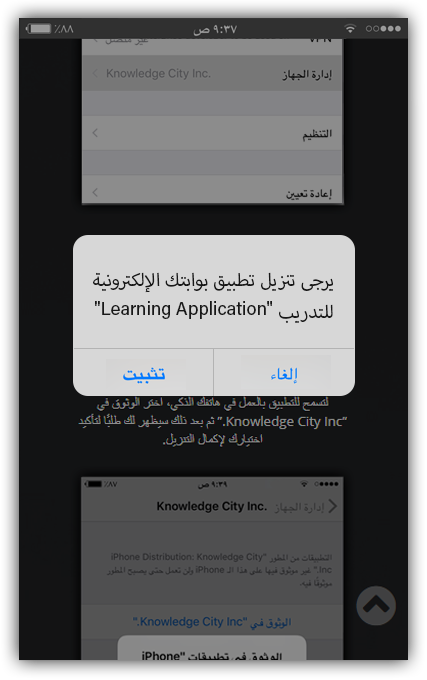 ٪٨٨ ٩:٣٧ ص
VPN غير متصل
إدارة الجهاز Knowledge City Inc.
التنظيم
إعادة تعيين
يرجى تنزيل تطبيق بوابتك الإلكترونية
للتدريب "Learning Application"
إلغاء تثبيت
لتسمح للتطبيق بالعمل في هاتفك الذكي، اختر الوثوق في
“Knowledge City Inc.” ثم بعد ذلك سيظهر لك طلبًا لتأكيد
اختيارك لإكمال التنزيل.
٪٨٧ ٩:٣٩ ص
إدارة الجهاز Knowledge City Inc.
التطبيقات من المطور "iPhone Distribution: Knowledge City
Inc." غير موثوق فيها على هذا الـ iPhone ولن تعمل حتى يصبح المطور
موثوقًا فيه.
الوثوق في "Knowledge City Inc."
الوثوق في تطبيقات "iPhone